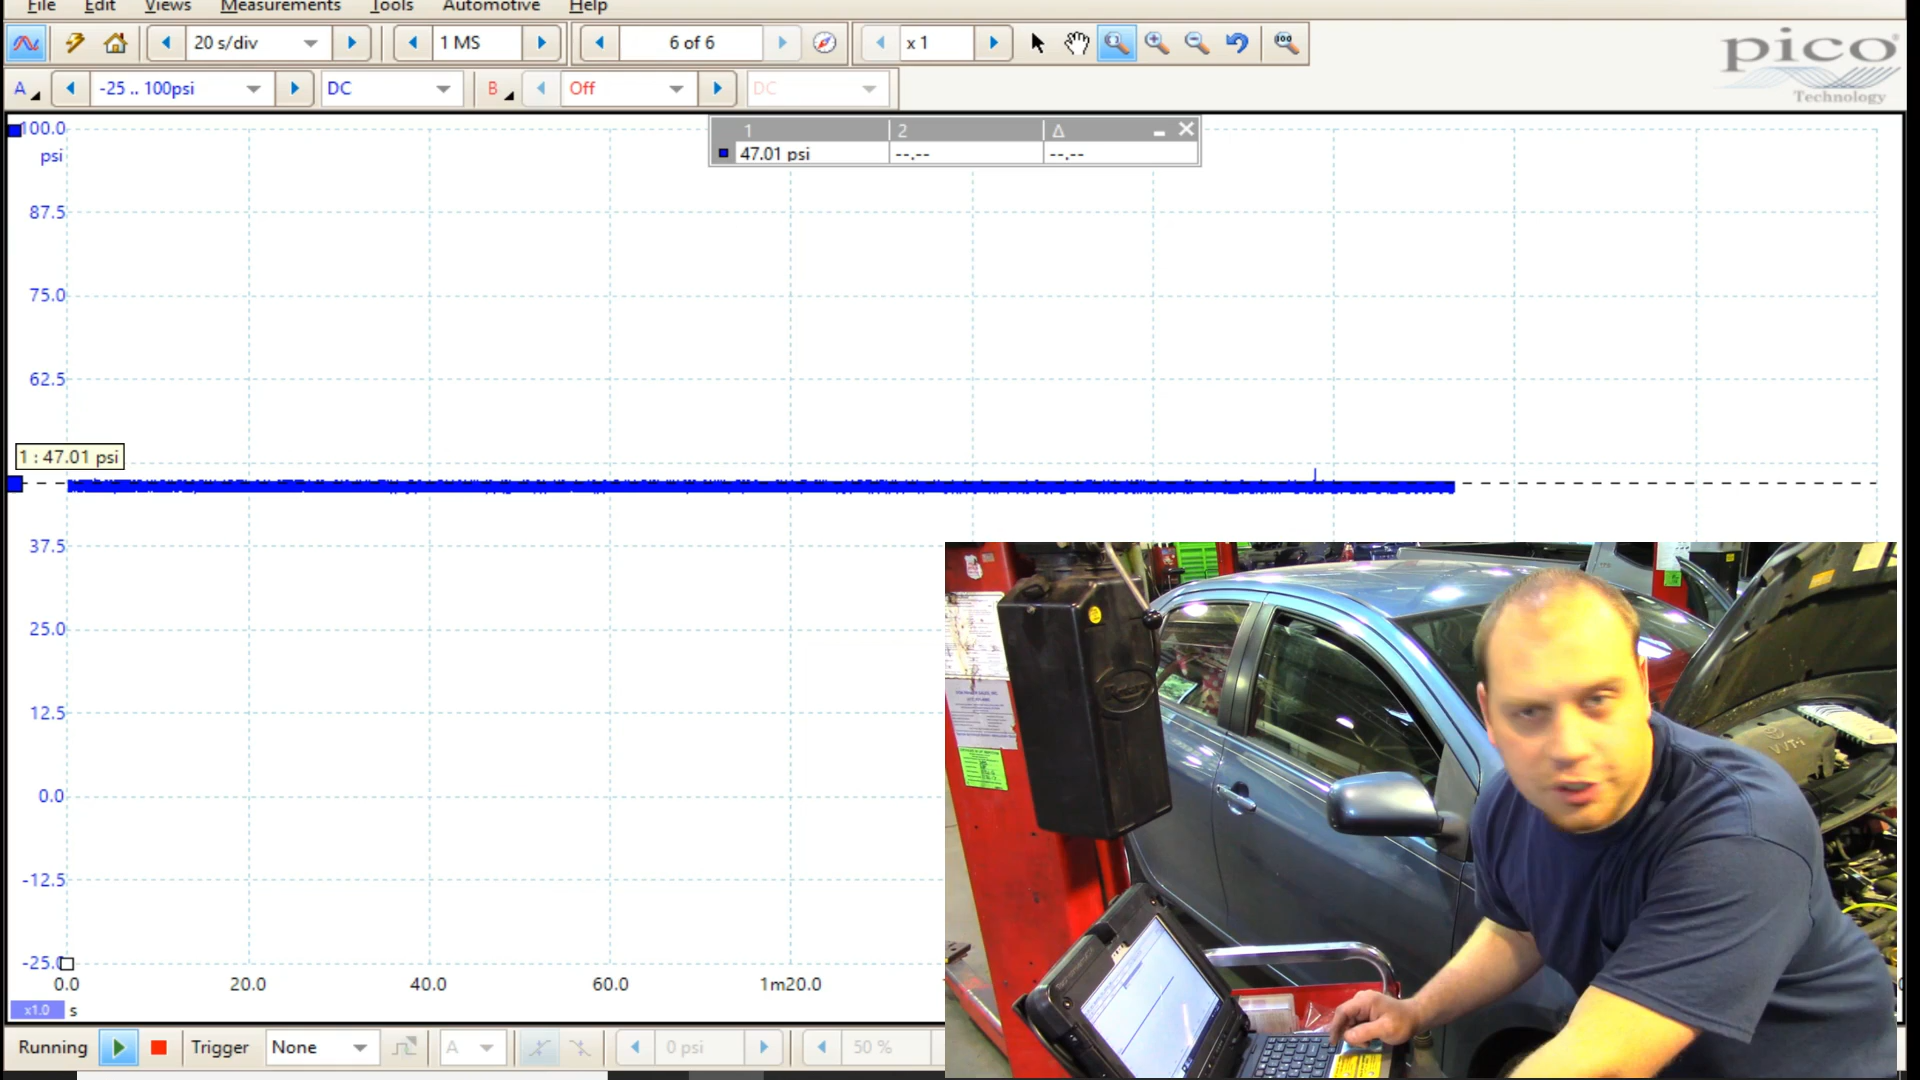 File Edit Views Measurements Tools Automotive Help
20 s/div 1 MS 6 of 6 x 1
pico
Technology
A -25 .. 100psi DC B Off DC
1 2 Δ
47.01 psi --.-- --.--
100.0
psi
87.5
75.0
62.5
1 : 47.01 psi
37.5
25.0
12.5
0.0
-12.5
-25.0
0.0 20.0 40.0 60.0 1m20.0
x1.0 s
VVT-i
Running Trigger None A 0 psi 50 %